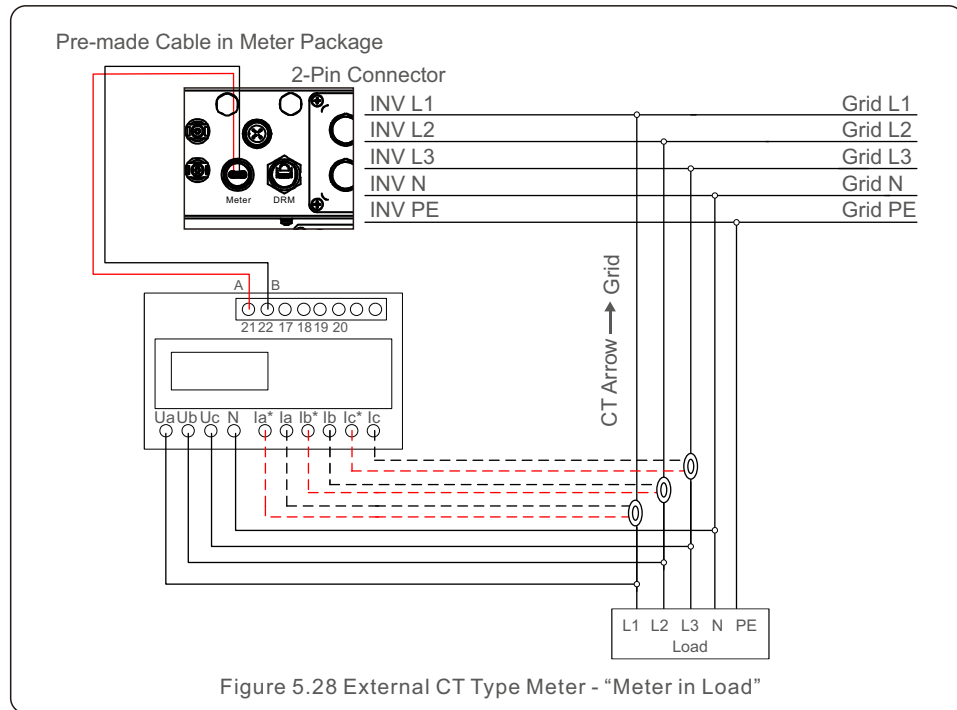 Pre-made Cable in Meter Package
2-Pin Connector
INV L1 Grid L1
INV L2 Grid L2
INV L3 Grid L3
INV N Grid N
INV PE Grid PE
Meter DRM
CT Arrow → Grid
A B
21 22 17 18 19 20
Ua Ub Uc N Ia* Ia Ib* Ib Ic* Ic
L1 L2 L3 N PE
Load
Figure 5.28 External CT Type Meter - “Meter in Load”